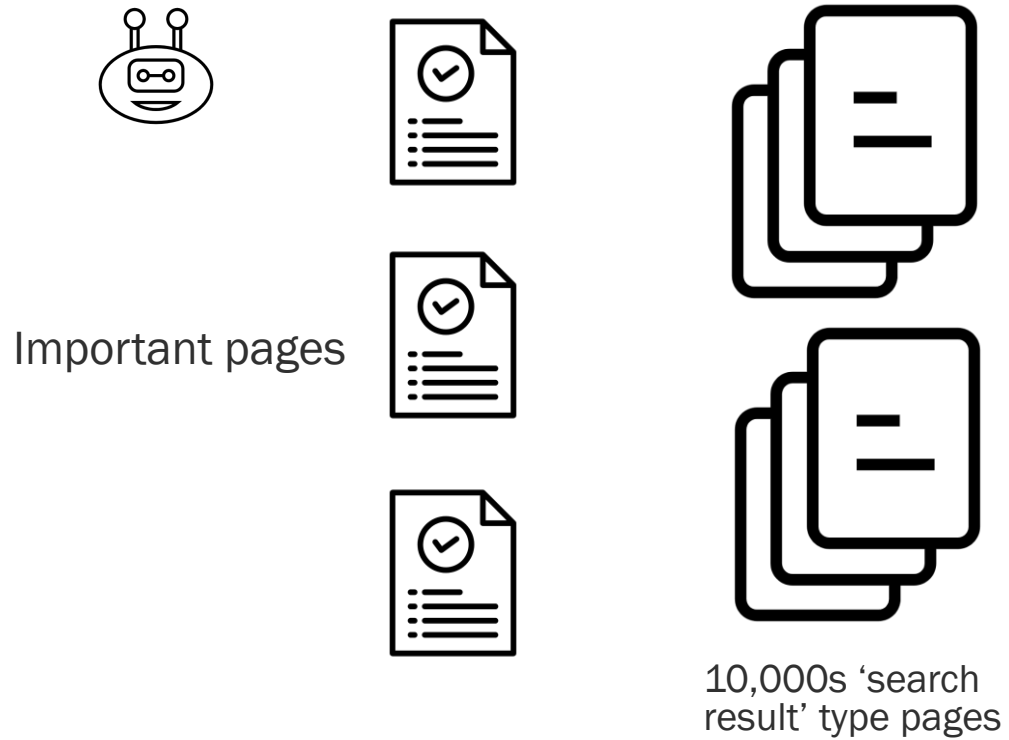 Important pages
10,000s ‘search
result’ type pages